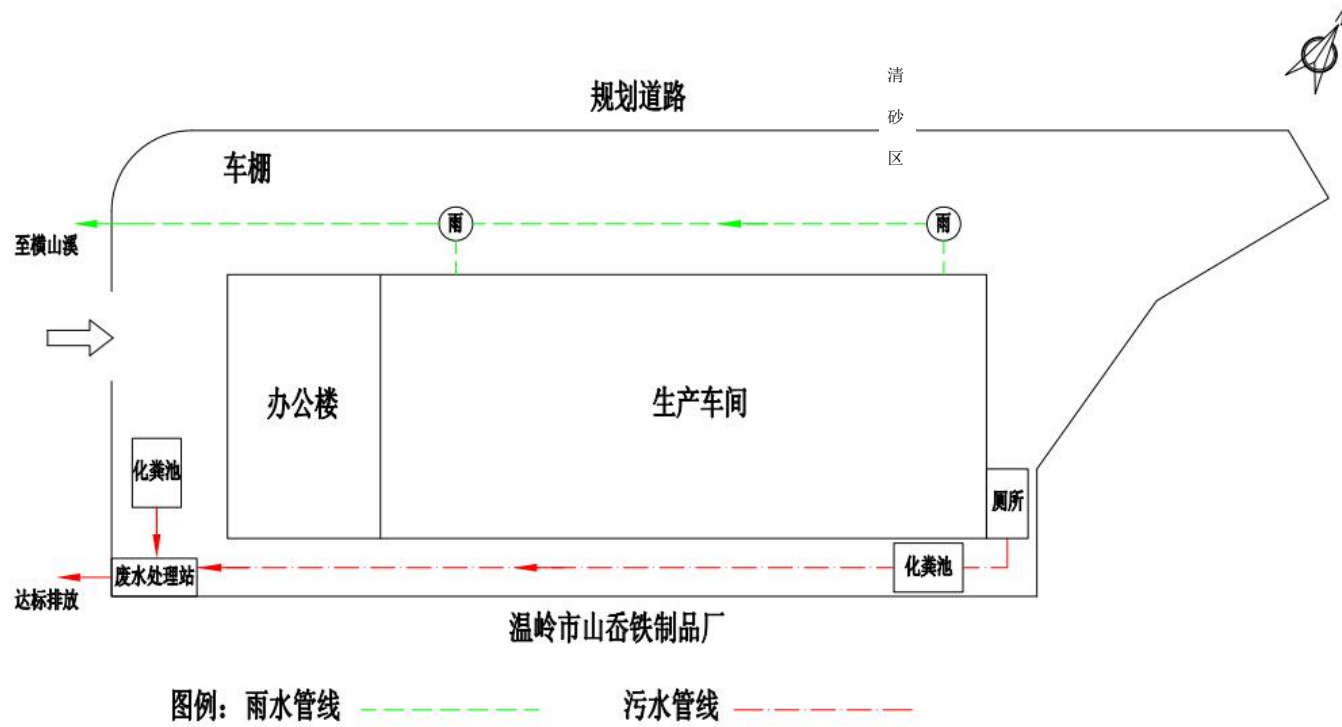 清
砂
区
规划道路
车棚
雨
雨
至横山溪
办公楼
生产车间
化粪池
厕所
废水处理站
化粪池
达标排放
温岭市山岙铁制品厂
图例：雨水管线
污水管线